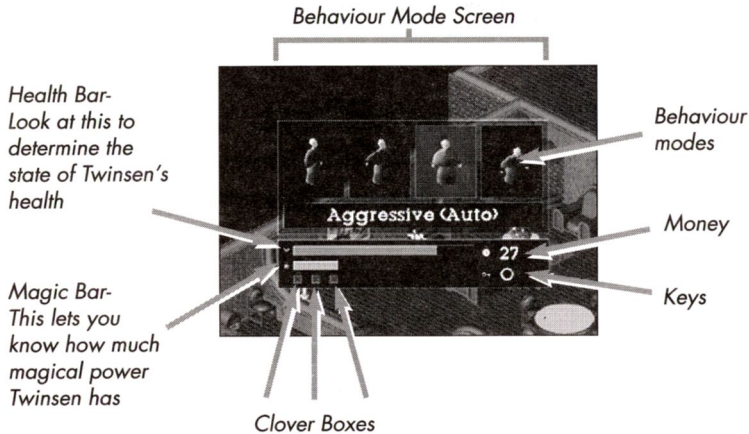 Behaviour Mode Screen
Health Bar-
Look at this to
determine the
state of Twinsen's
health
Behaviour
modes
Aggressive (Auto)
Money
27
Keys
0
Magic Bar-
This lets you
know how much
magical power
Twinsen has
Clover Boxes